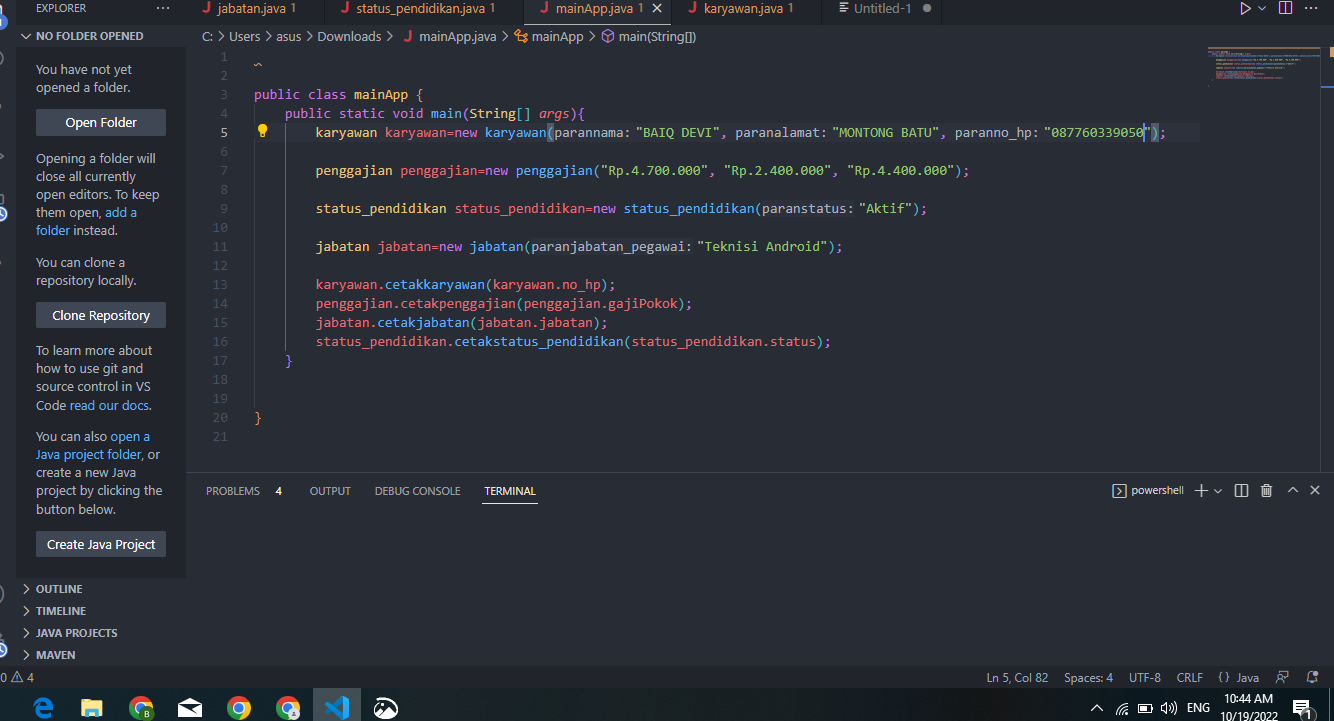 EXPLORER ··· jabatan.java 1 status_pendidikan.java 1 mainApp.java 1 karyawan.java 1 Untitled-1
NO FOLDER OPENED
C: > Users > asus > Downloads > mainApp.java > mainApp > main(String[])
You have not yet
opened a folder.
Open Folder
Opening a folder will
close all currently
open editors. To keep
them open, add a
folder instead.
You can clone a
repository locally.
Clone Repository
To learn more about
how to use git and
source control in VS
Code read our docs.
You can also open a
Java project folder, or
create a new Java
project by clicking the
button below.
Create Java Project
OUTLINE
TIMELINE
JAVA PROJECTS
MAVEN
1
2
3 public class mainApp {
4 public static void main(String[] args){
5 karyawan karyawan=new karyawan(parannama: "BAIQ DEVI", paranalamat: "MONTONG BATU", paranno_hp: "087760339050");
6
7 penggajian penggajian=new penggajian("Rp.4.700.000", "Rp.2.400.000", "Rp.4.400.000");
8
9 status_pendidikan status_pendidikan=new status_pendidikan(paranstatus: "Aktif");
10
11 jabatan jabatan=new jabatan(paranjabatan_pegawai: "Teknisi Android");
12
13 karyawan.cetakkaryawan(karyawan.no_hp);
14 penggajian.cetakpenggajian(penggajian.gajiPokok);
15 jabatan.cetakjabatan(jabatan.jabatan);
16 status_pendidikan.cetakstatus_pendidikan(status_pendidikan.status);
17 }
18
19
20 }
21
PROBLEMS 4 OUTPUT DEBUG CONSOLE TERMINAL powershell
0 4 Ln 5, Col 82 Spaces: 4 UTF-8 CRLF {} Java
ENG 10:44 AM
10/19/2022 1